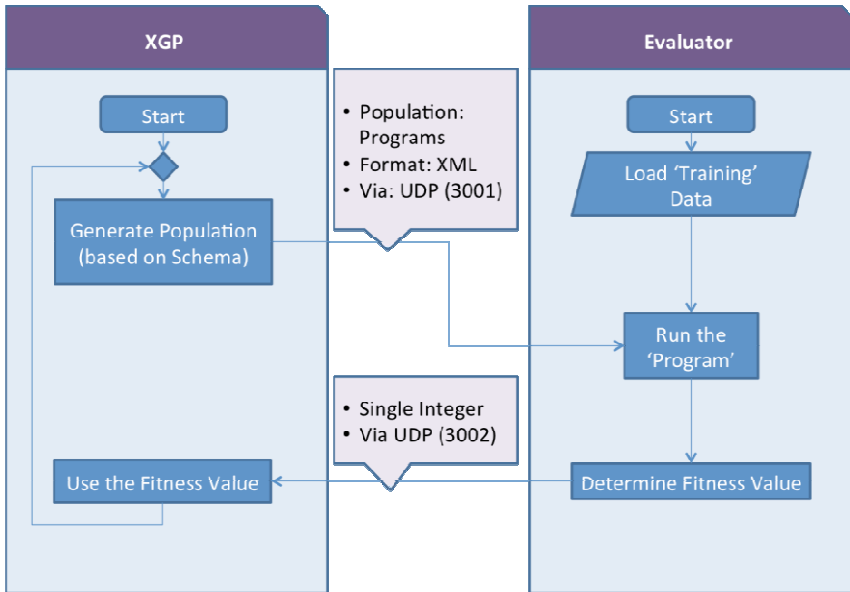 XGP
Evaluator
Start
Generate Population
(based on Schema)
Use the Fitness Value
• Population:
Programs
• Format: XML
• Via: UDP (3001)
• Single Integer
• Via UDP (3002)
Start
Load ‘Training’
Data
Run the
‘Program’
Determine Fitness Value